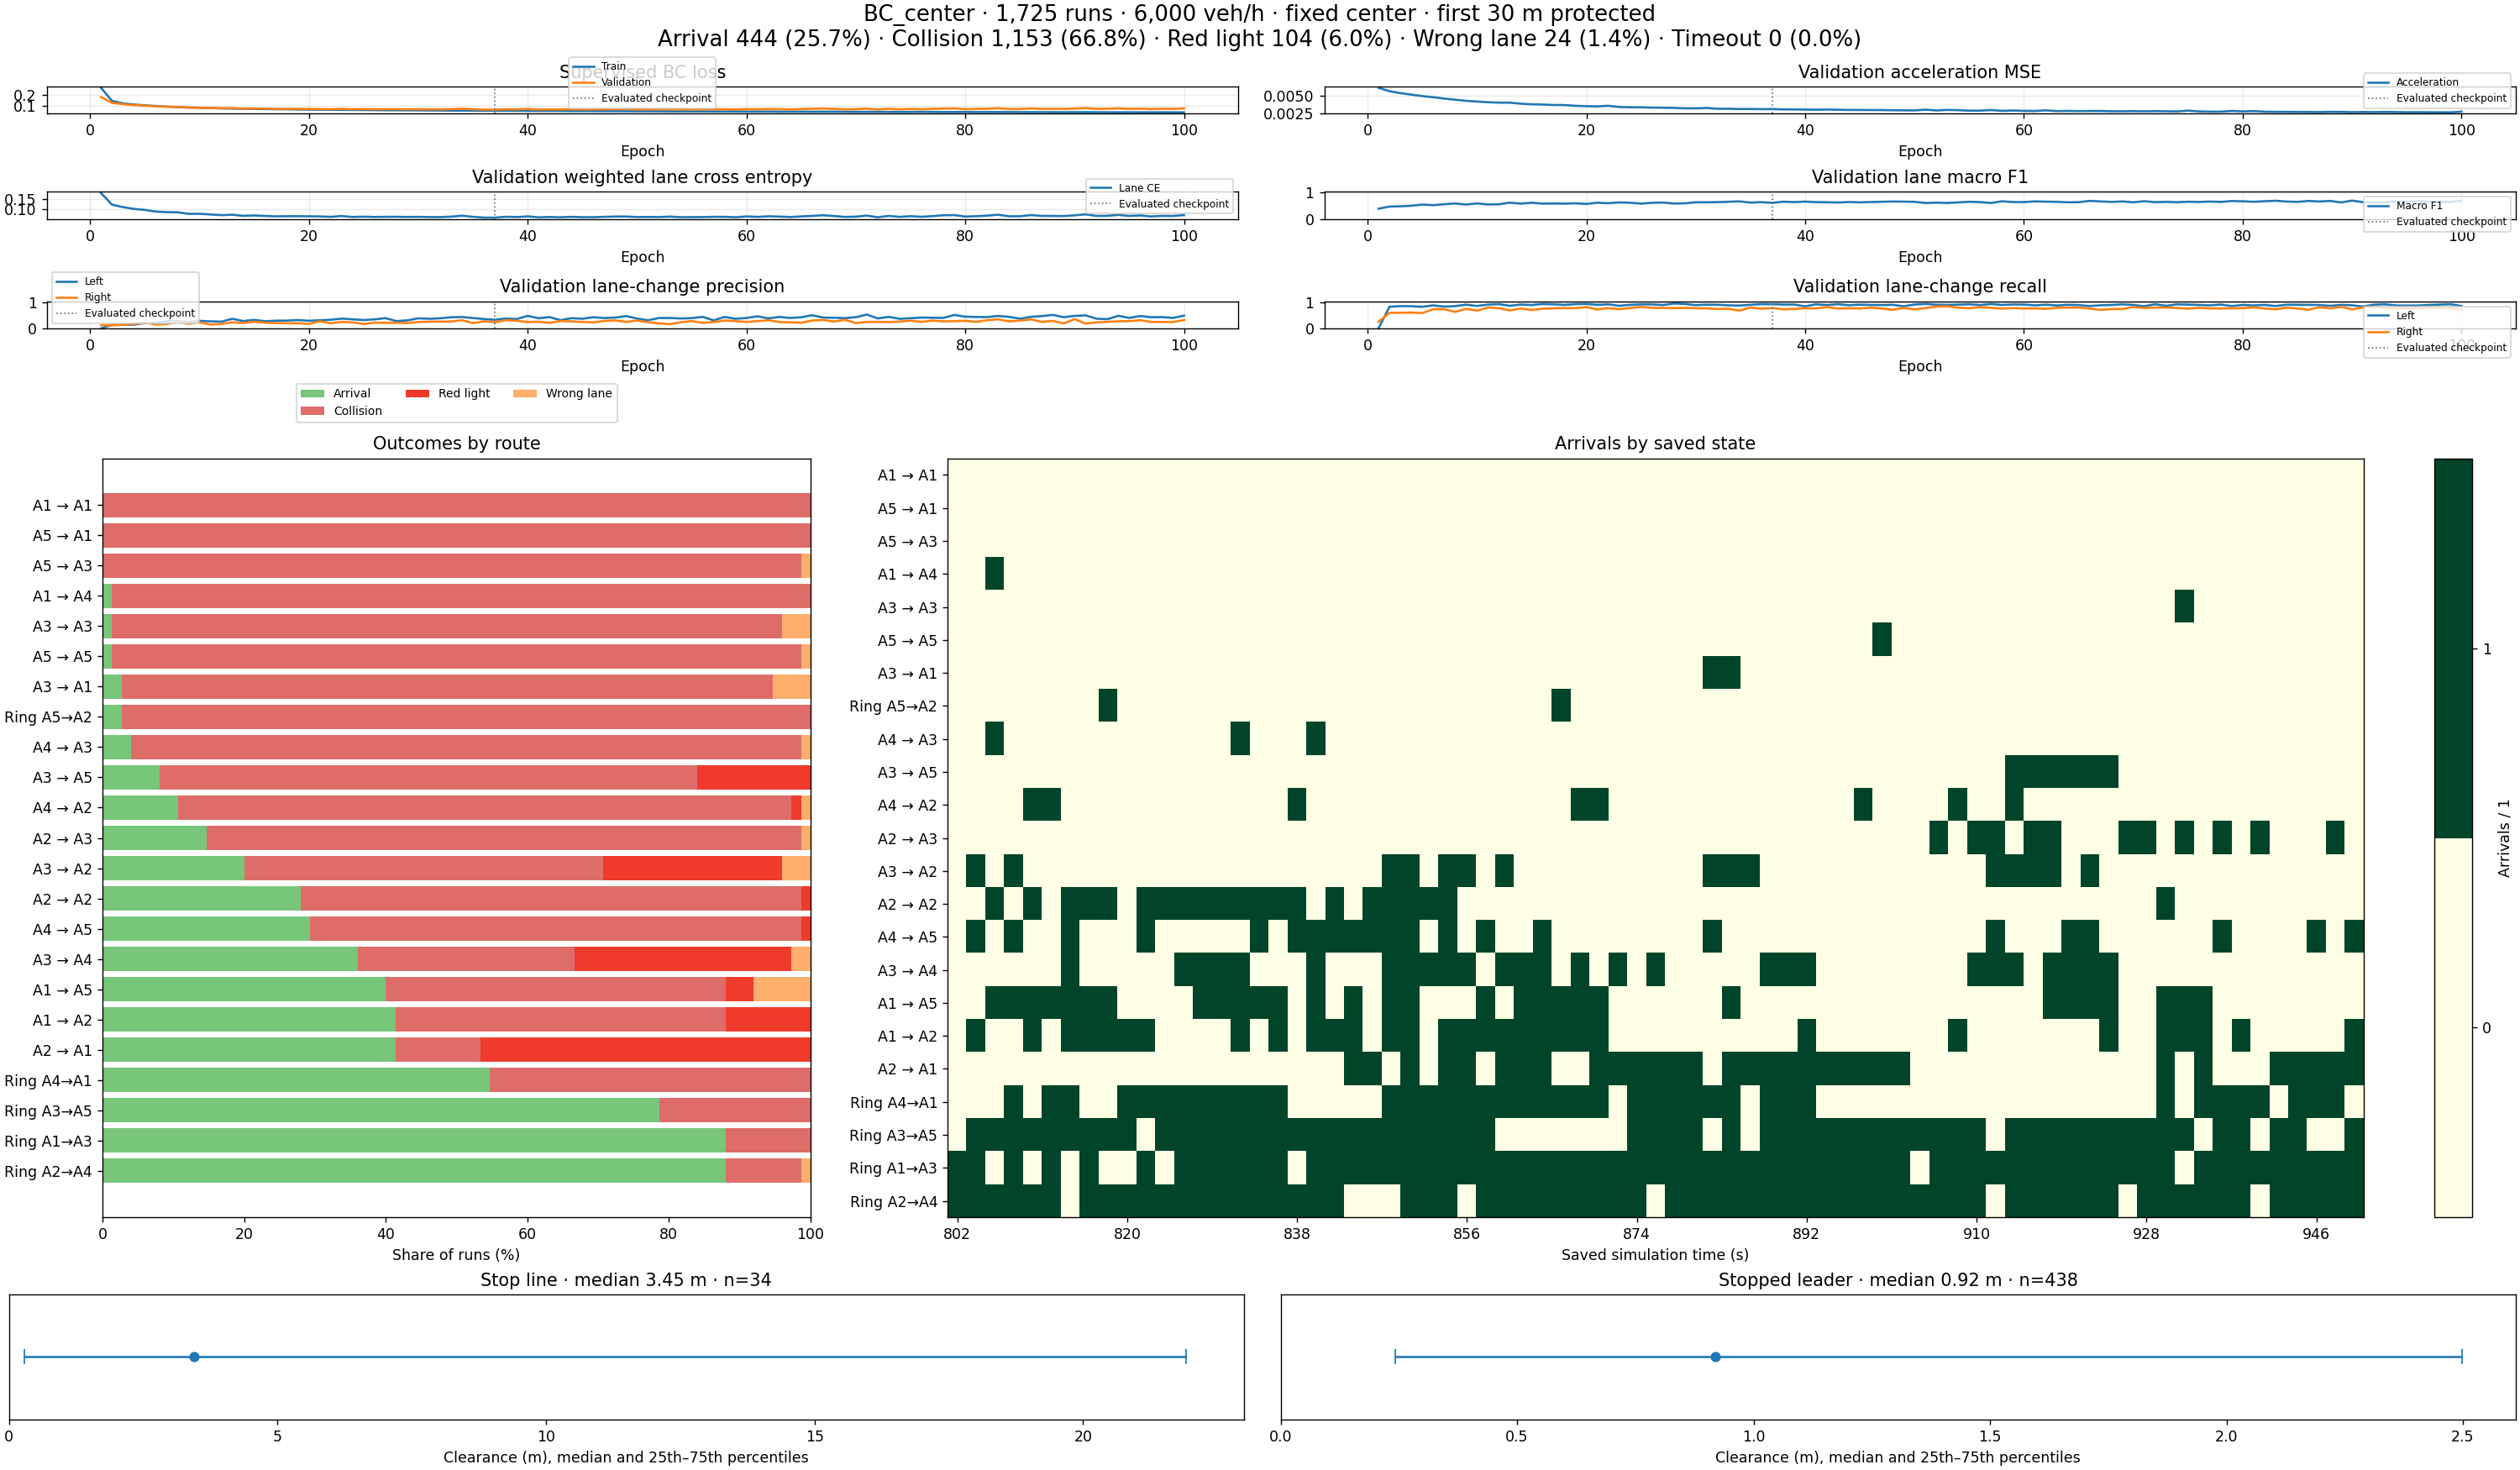 BC_center · 1,725 runs · 6,000 veh/h · fixed center · first 30 m protected
Arrival 444 (25.7%) · Collision 1,153 (66.8%) · Red light 104 (6.0%) · Wrong lane 24 (1.4%) · Timeout 0 (0.0%)
Supervised BC loss
Train
Validation
Evaluated checkpoint
0.2
0.1
0 20 40 60 80 100
Epoch
Validation acceleration MSE
Acceleration
Evaluated checkpoint
0.0050
0.0025
0 20 40 60 80 100
Epoch
Validation weighted lane cross entropy
Lane CE
Evaluated checkpoint
0.15
0.10
0 20 40 60 80 100
Epoch
Validation lane macro F1
Macro F1
Evaluated checkpoint
1
0
0 20 40 60 80 100
Epoch
Validation lane-change precision
Left
Right
Evaluated checkpoint
1
0
0 20 40 60 80 100
Epoch
Validation lane-change recall
Left
Right
Evaluated checkpoint
1
0
0 20 40 60 80 100
Epoch
Arrival Red light Wrong lane
Collision
Outcomes by route
A1 → A1
A5 → A1
A5 → A3
A1 → A4
A3 → A3
A5 → A5
A3 → A1
Ring A5→A2
A4 → A3
A3 → A5
A4 → A2
A2 → A3
A3 → A2
A2 → A2
A4 → A5
A3 → A4
A1 → A5
A1 → A2
A2 → A1
Ring A4→A1
Ring A3→A5
Ring A1→A3
Ring A2→A4
0 20 40 60 80 100
Share of runs (%)
Arrivals by saved state
A1 → A1
A5 → A1
A5 → A3
A1 → A4
A3 → A3
A5 → A5
A3 → A1
Ring A5→A2
A4 → A3
A3 → A5
A4 → A2
A2 → A3
A3 → A2
A2 → A2
A4 → A5
A3 → A4
A1 → A5
A1 → A2
A2 → A1
Ring A4→A1
Ring A3→A5
Ring A1→A3
Ring A2→A4
802 820 838 856 874 892 910 928 946
Saved simulation time (s)
1
0
Arrivals / 1
Stop line · median 3.45 m · n=34
0 5 10 15 20
Clearance (m), median and 25th–75th percentiles
Stopped leader · median 0.92 m · n=438
0.0 0.5 1.0 1.5 2.0 2.5
Clearance (m), median and 25th–75th percentiles